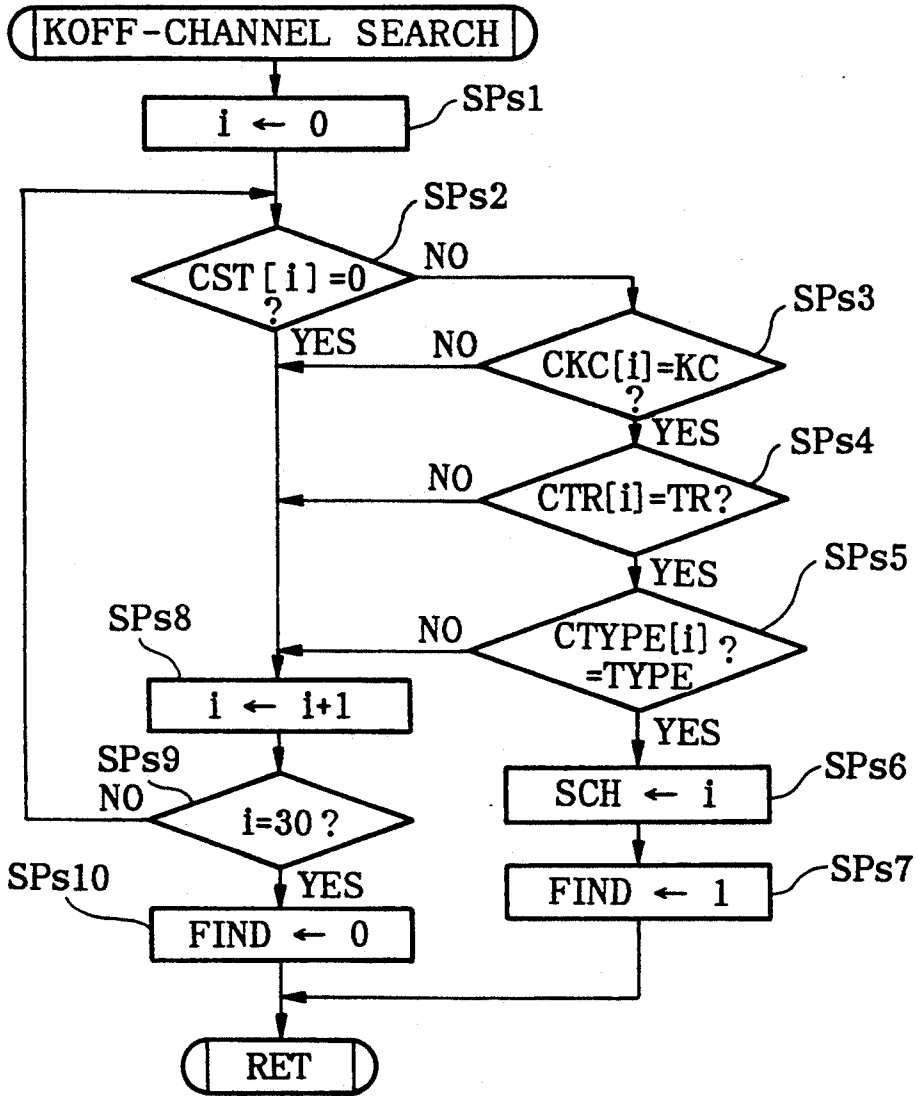 KOFF-CHANNEL SEARCH
SPs1
i ← 0
SPs2
CST[i]=0
?
NO
YES
SPs3
CKC[i]=KC
?
NO
YES
SPs4
CTR[i]=TR?
NO
YES
SPs5
CTYPE[i]
=TYPE
?
NO
YES
SPs6
SCH ← i
SPs7
FIND ← 1
SPs8
i ← i+1
SPs9
NO
i=30?
YES
SPs10
FIND ← 0
RET